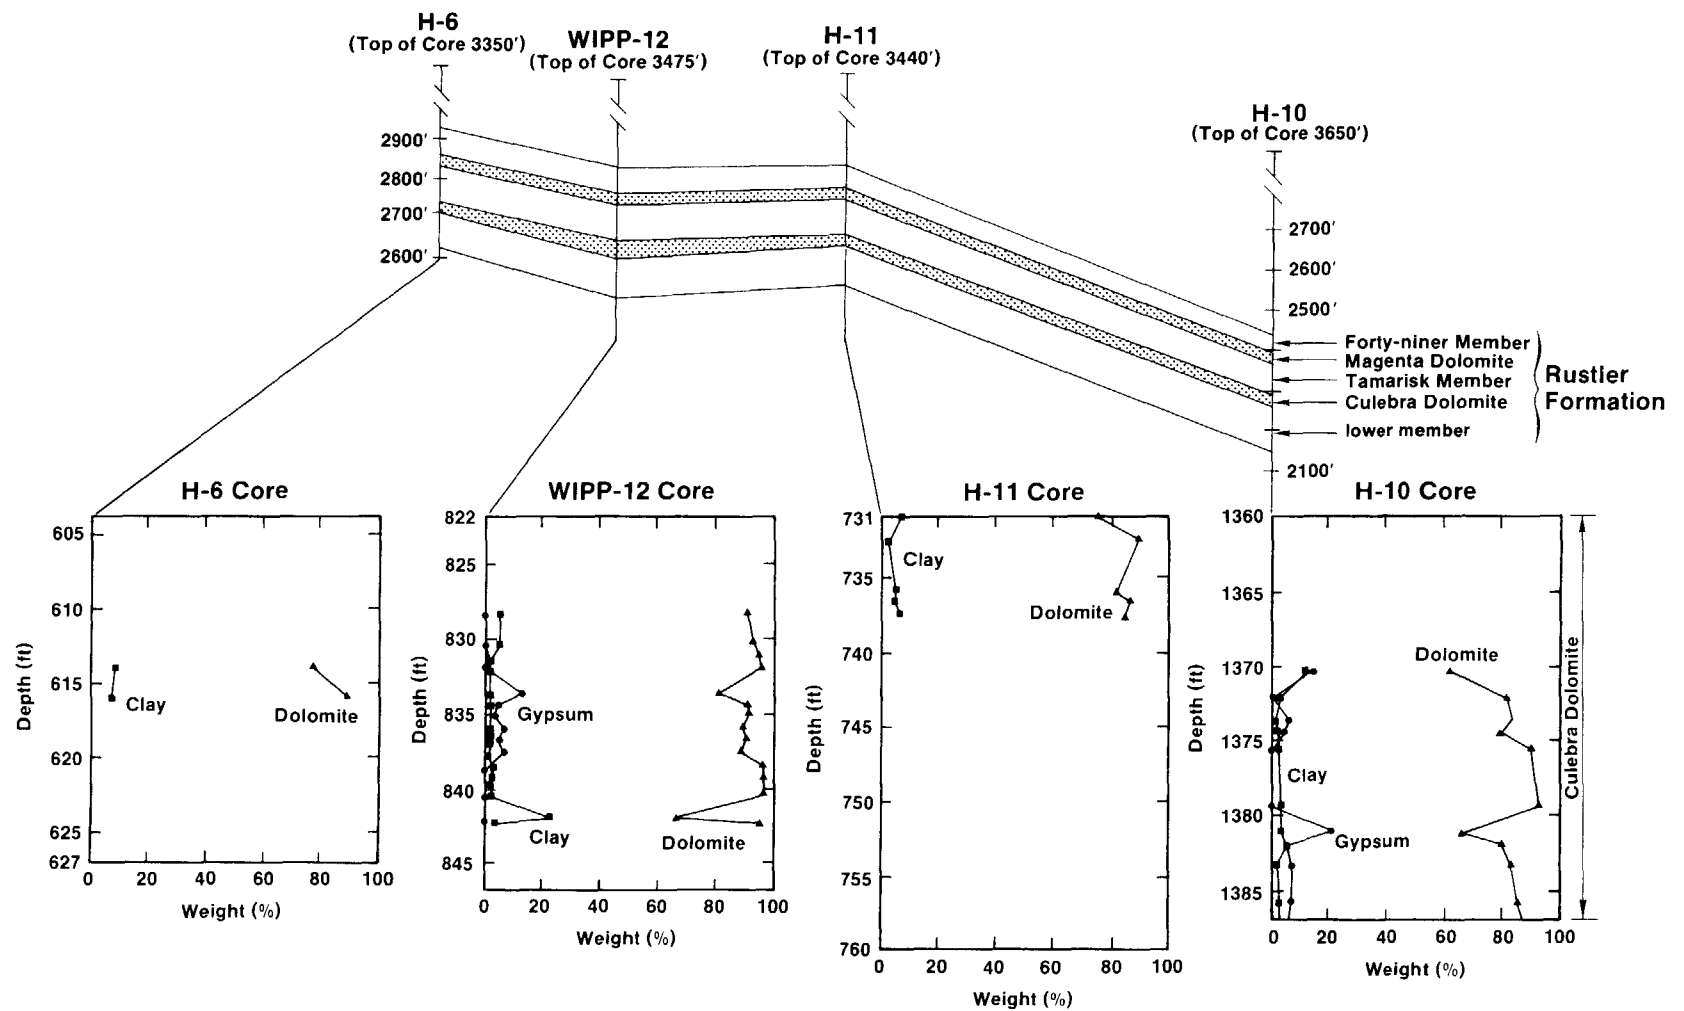 H-6
(Top of Core 3350')
WIPP-12
(Top of Core 3475')
H-11
(Top of Core 3440')
H-10
(Top of Core 3650')
2900'
2800'
2700'
2600'
2700'
2600'
2500'
2100'
Forty-niner Member
Magenta Dolomite
Tamarisk Member
Culebra Dolomite
lower member
Rustler
Formation
H-6 Core
605
610
615
620
625
627
Depth (ft)
Clay
Dolomite
0 20 40 60 80 100
Weight (%)
WIPP-12 Core
822
825
830
835
840
845
Depth (ft)
Gypsum
Clay
Dolomite
0 20 40 60 80 100
Weight (%)
H-11 Core
731
735
740
745
750
755
760
Depth (ft)
Clay
Dolomite
0 20 40 60 80 100
Weight (%)
H-10 Core
1360
1365
1370
1375
1380
1385
Depth (ft)
Dolomite
Clay
Gypsum
0 20 40 60 80 100
Weight (%)
Culebra Dolomite